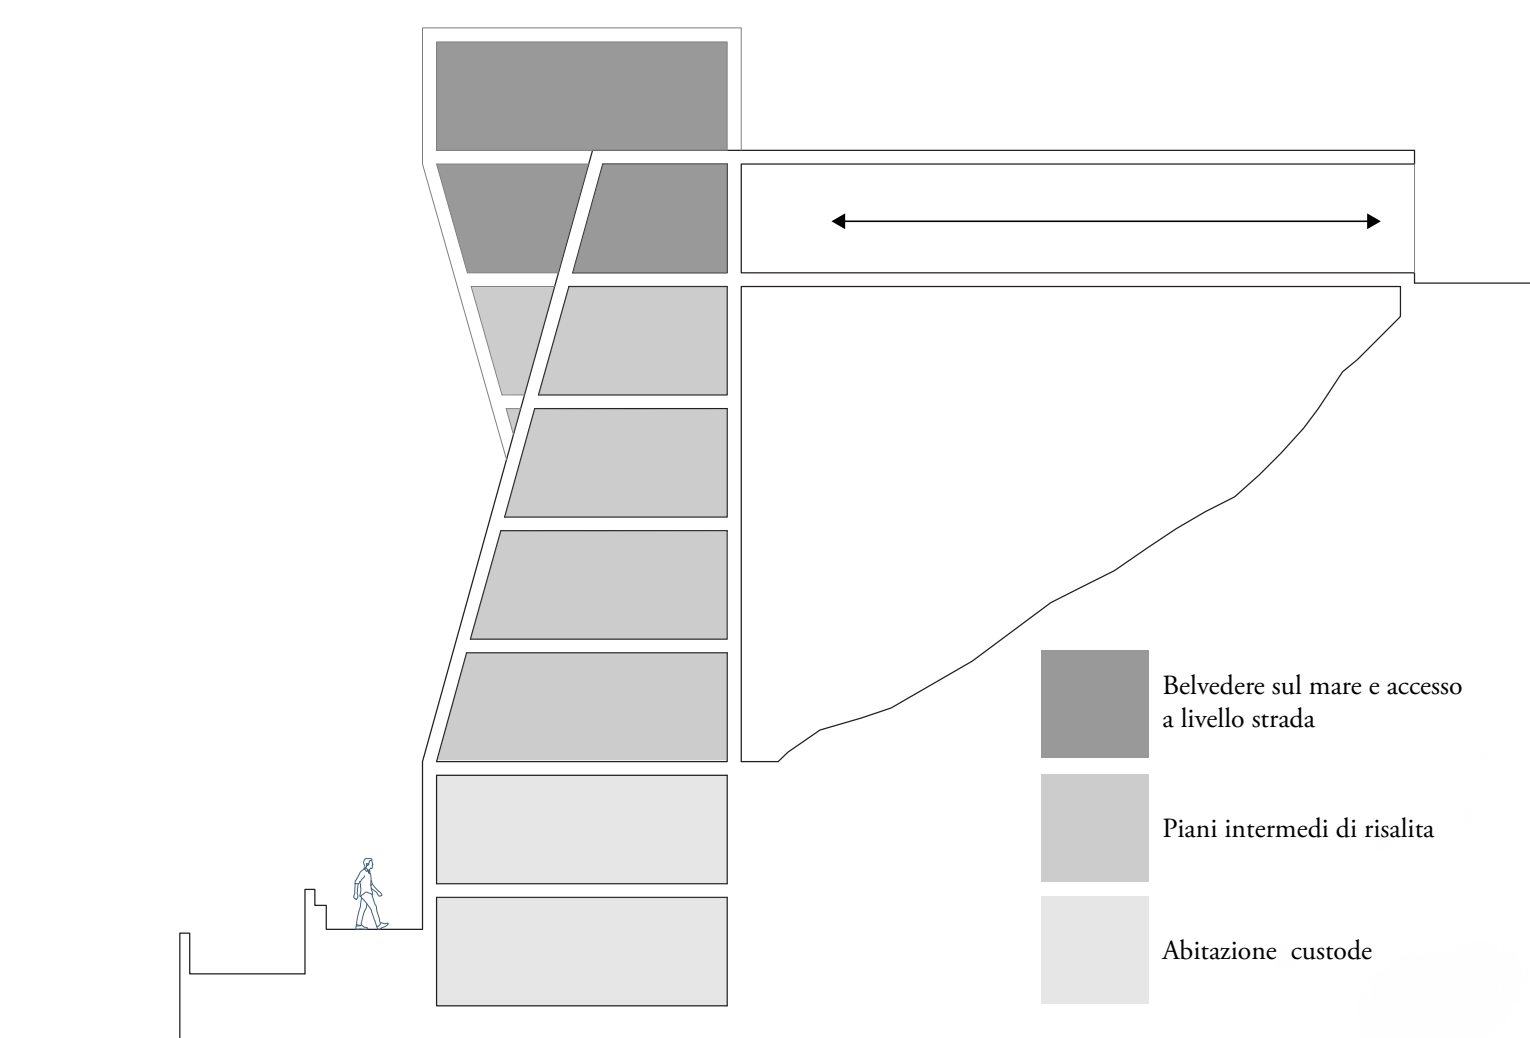 Belvedere sul mare e accesso
a livello strada
Piani intermedi di risalita
Abitazione  custode